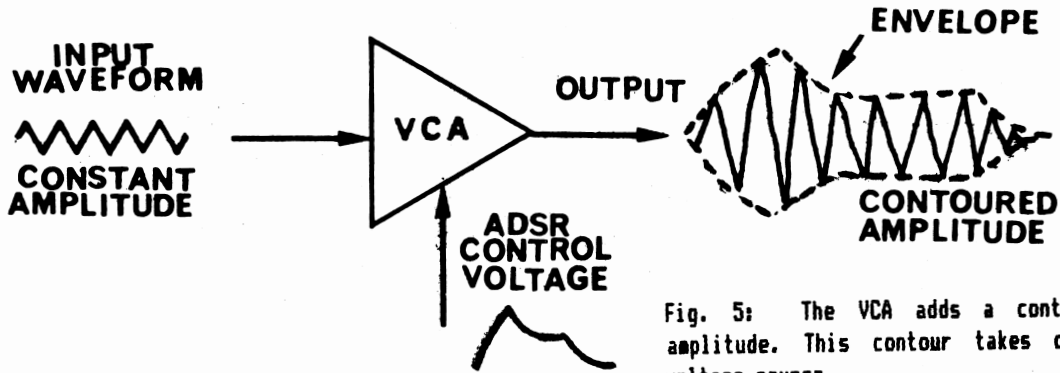 INPUT
WAVEFORM
CONSTANT
AMPLITUDE
VCA
ADSR
CONTROL
VOLTAGE
OUTPUT
ENVELOPE
CONTOURED
AMPLITUDE
Fig. 5: The VCA adds a cont
amplitude. This contour takes